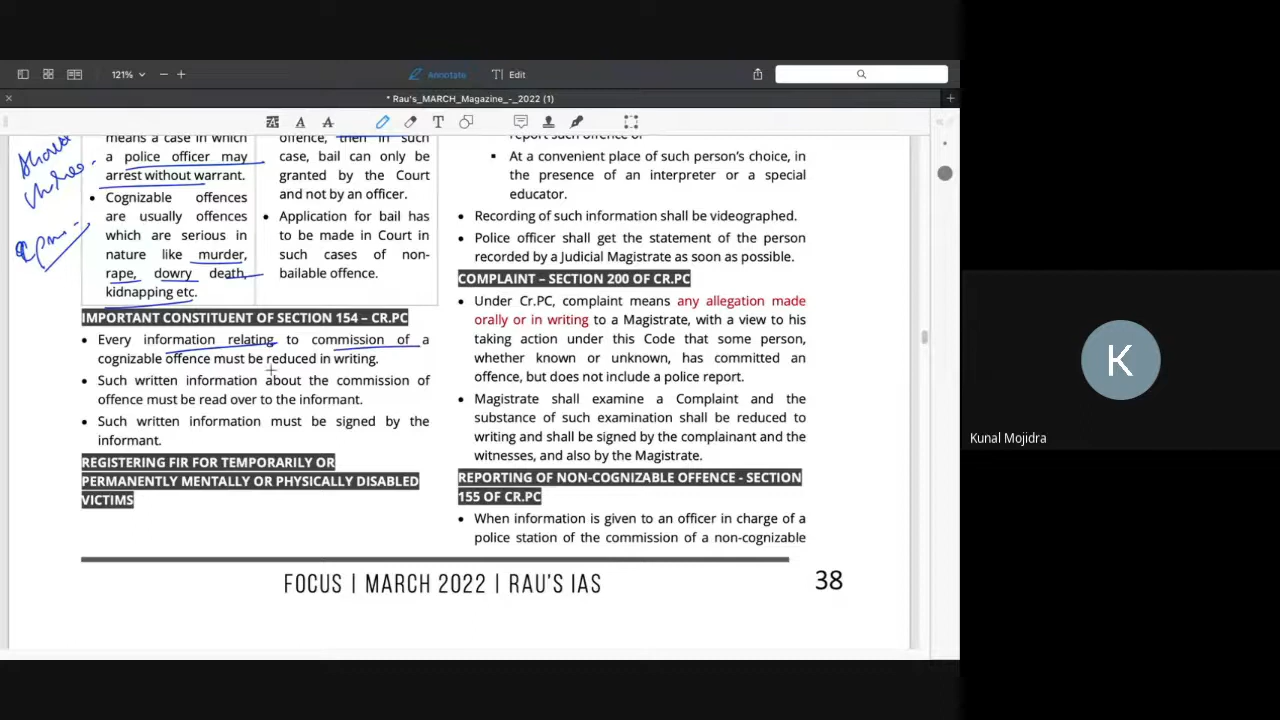 121%
Annotate
Edit
* Rau's_MARCH_Magazine_-_2022 (1)
means a case in which
a police officer may
arrest without warrant.
• Cognizable offences
are usually offences
which are serious in
nature like murder,
rape, dowry death,
kidnapping etc.
offence, then in such
case, bail can only be
granted by the Court
and not by an officer.
• Application for bail has
to be made in Court in
such cases of non-
bailable offence.
IMPORTANT CONSTITUENT OF SECTION 154 – CR.PC
• Every information relating to commission of a
cognizable offence must be reduced in writing.
• Such written information about the commission of
offence must be read over to the informant.
• Such written information must be signed by the
informant.
REGISTERING FIR FOR TEMPORARILY OR
PERMANENTLY MENTALLY OR PHYSICALLY DISABLED
VICTIMS
report such offence or
▪ At a convenient place of such person's choice, in
the presence of an interpreter or a special
educator.
• Recording of such information shall be videographed.
• Police officer shall get the statement of the person
recorded by a Judicial Magistrate as soon as possible.
COMPLAINT – SECTION 200 OF CR.PC
• Under Cr.PC, complaint means any allegation made
orally or in writing to a Magistrate, with a view to his
taking action under this Code that some person,
whether known or unknown, has committed an
offence, but does not include a police report.
• Magistrate shall examine a Complaint and the
substance of such examination shall be reduced to
writing and shall be signed by the complainant and the
witnesses, and also by the Magistrate.
REPORTING OF NON-COGNIZABLE OFFENCE - SECTION
155 OF CR.PC
• When information is given to an officer in charge of a
police station of the commission of a non-cognizable
FOCUS | MARCH 2022 | RAU'S IAS
38
K
Kunal Mojidra